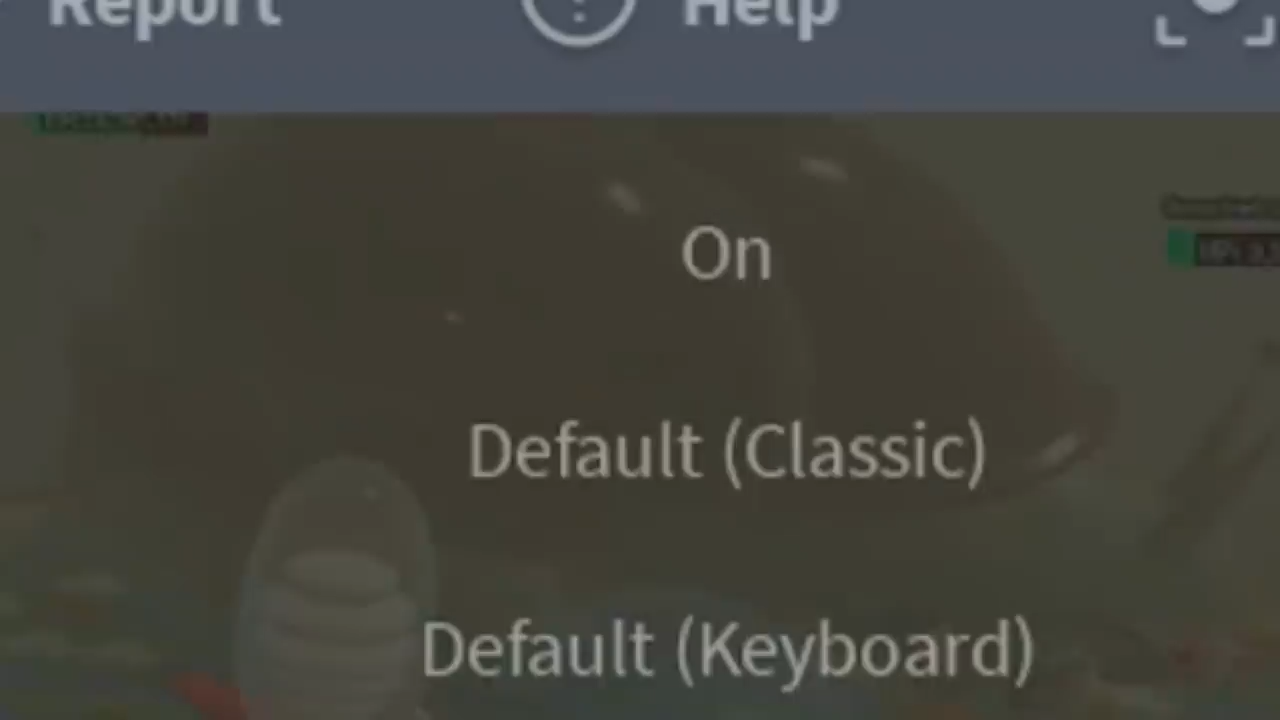 Report
Help
On
Default (Classic)
Default (Keyboard)